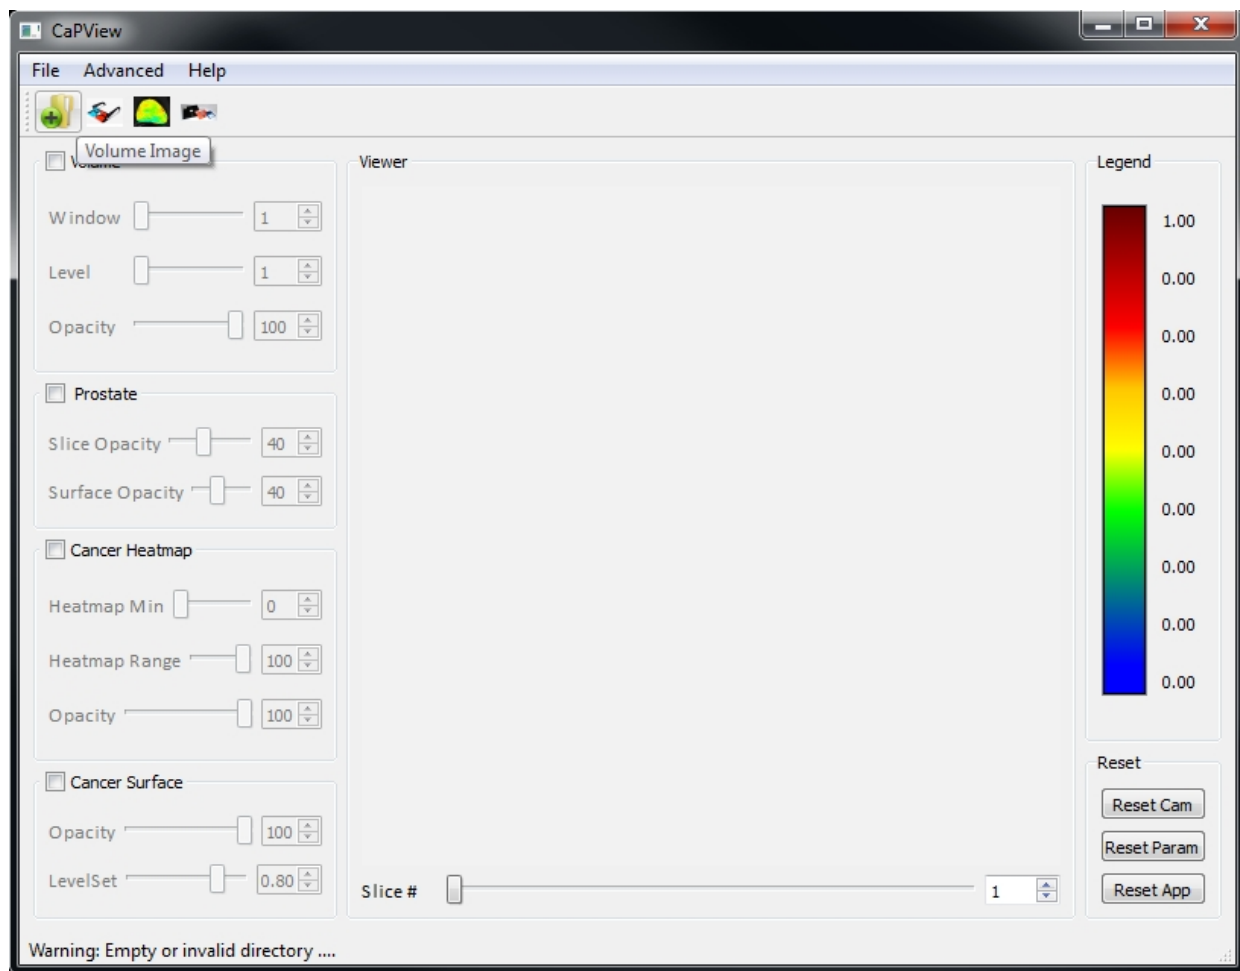 CaPView
File Advanced Help
Volume Image
Viewer
Legend
Window 1
Level 1
Opacity 100
Prostate
Slice Opacity 40
Surface Opacity 40
Cancer Heatmap
Heatmap Min 0
Heatmap Range 100
Opacity 100
Cancer Surface
Opacity 100
LevelSet 0.80
Slice # 1
1.00
0.00
0.00
0.00
0.00
0.00
0.00
0.00
0.00
Reset
Reset Cam
Reset Param
Reset App
Warning: Empty or invalid directory ....